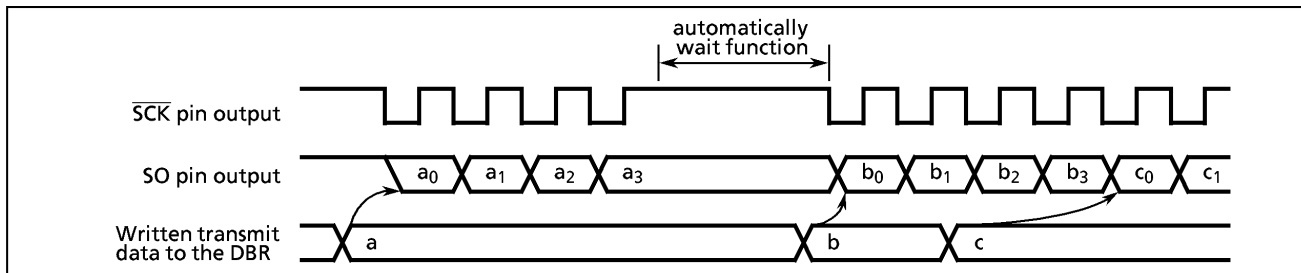 automatically
wait function
SCK pin output
SO pin output
a0 a1 a2 a3 b0 b1 b2 b3 c0 c1
Written transmit
data to the DBR
a b c